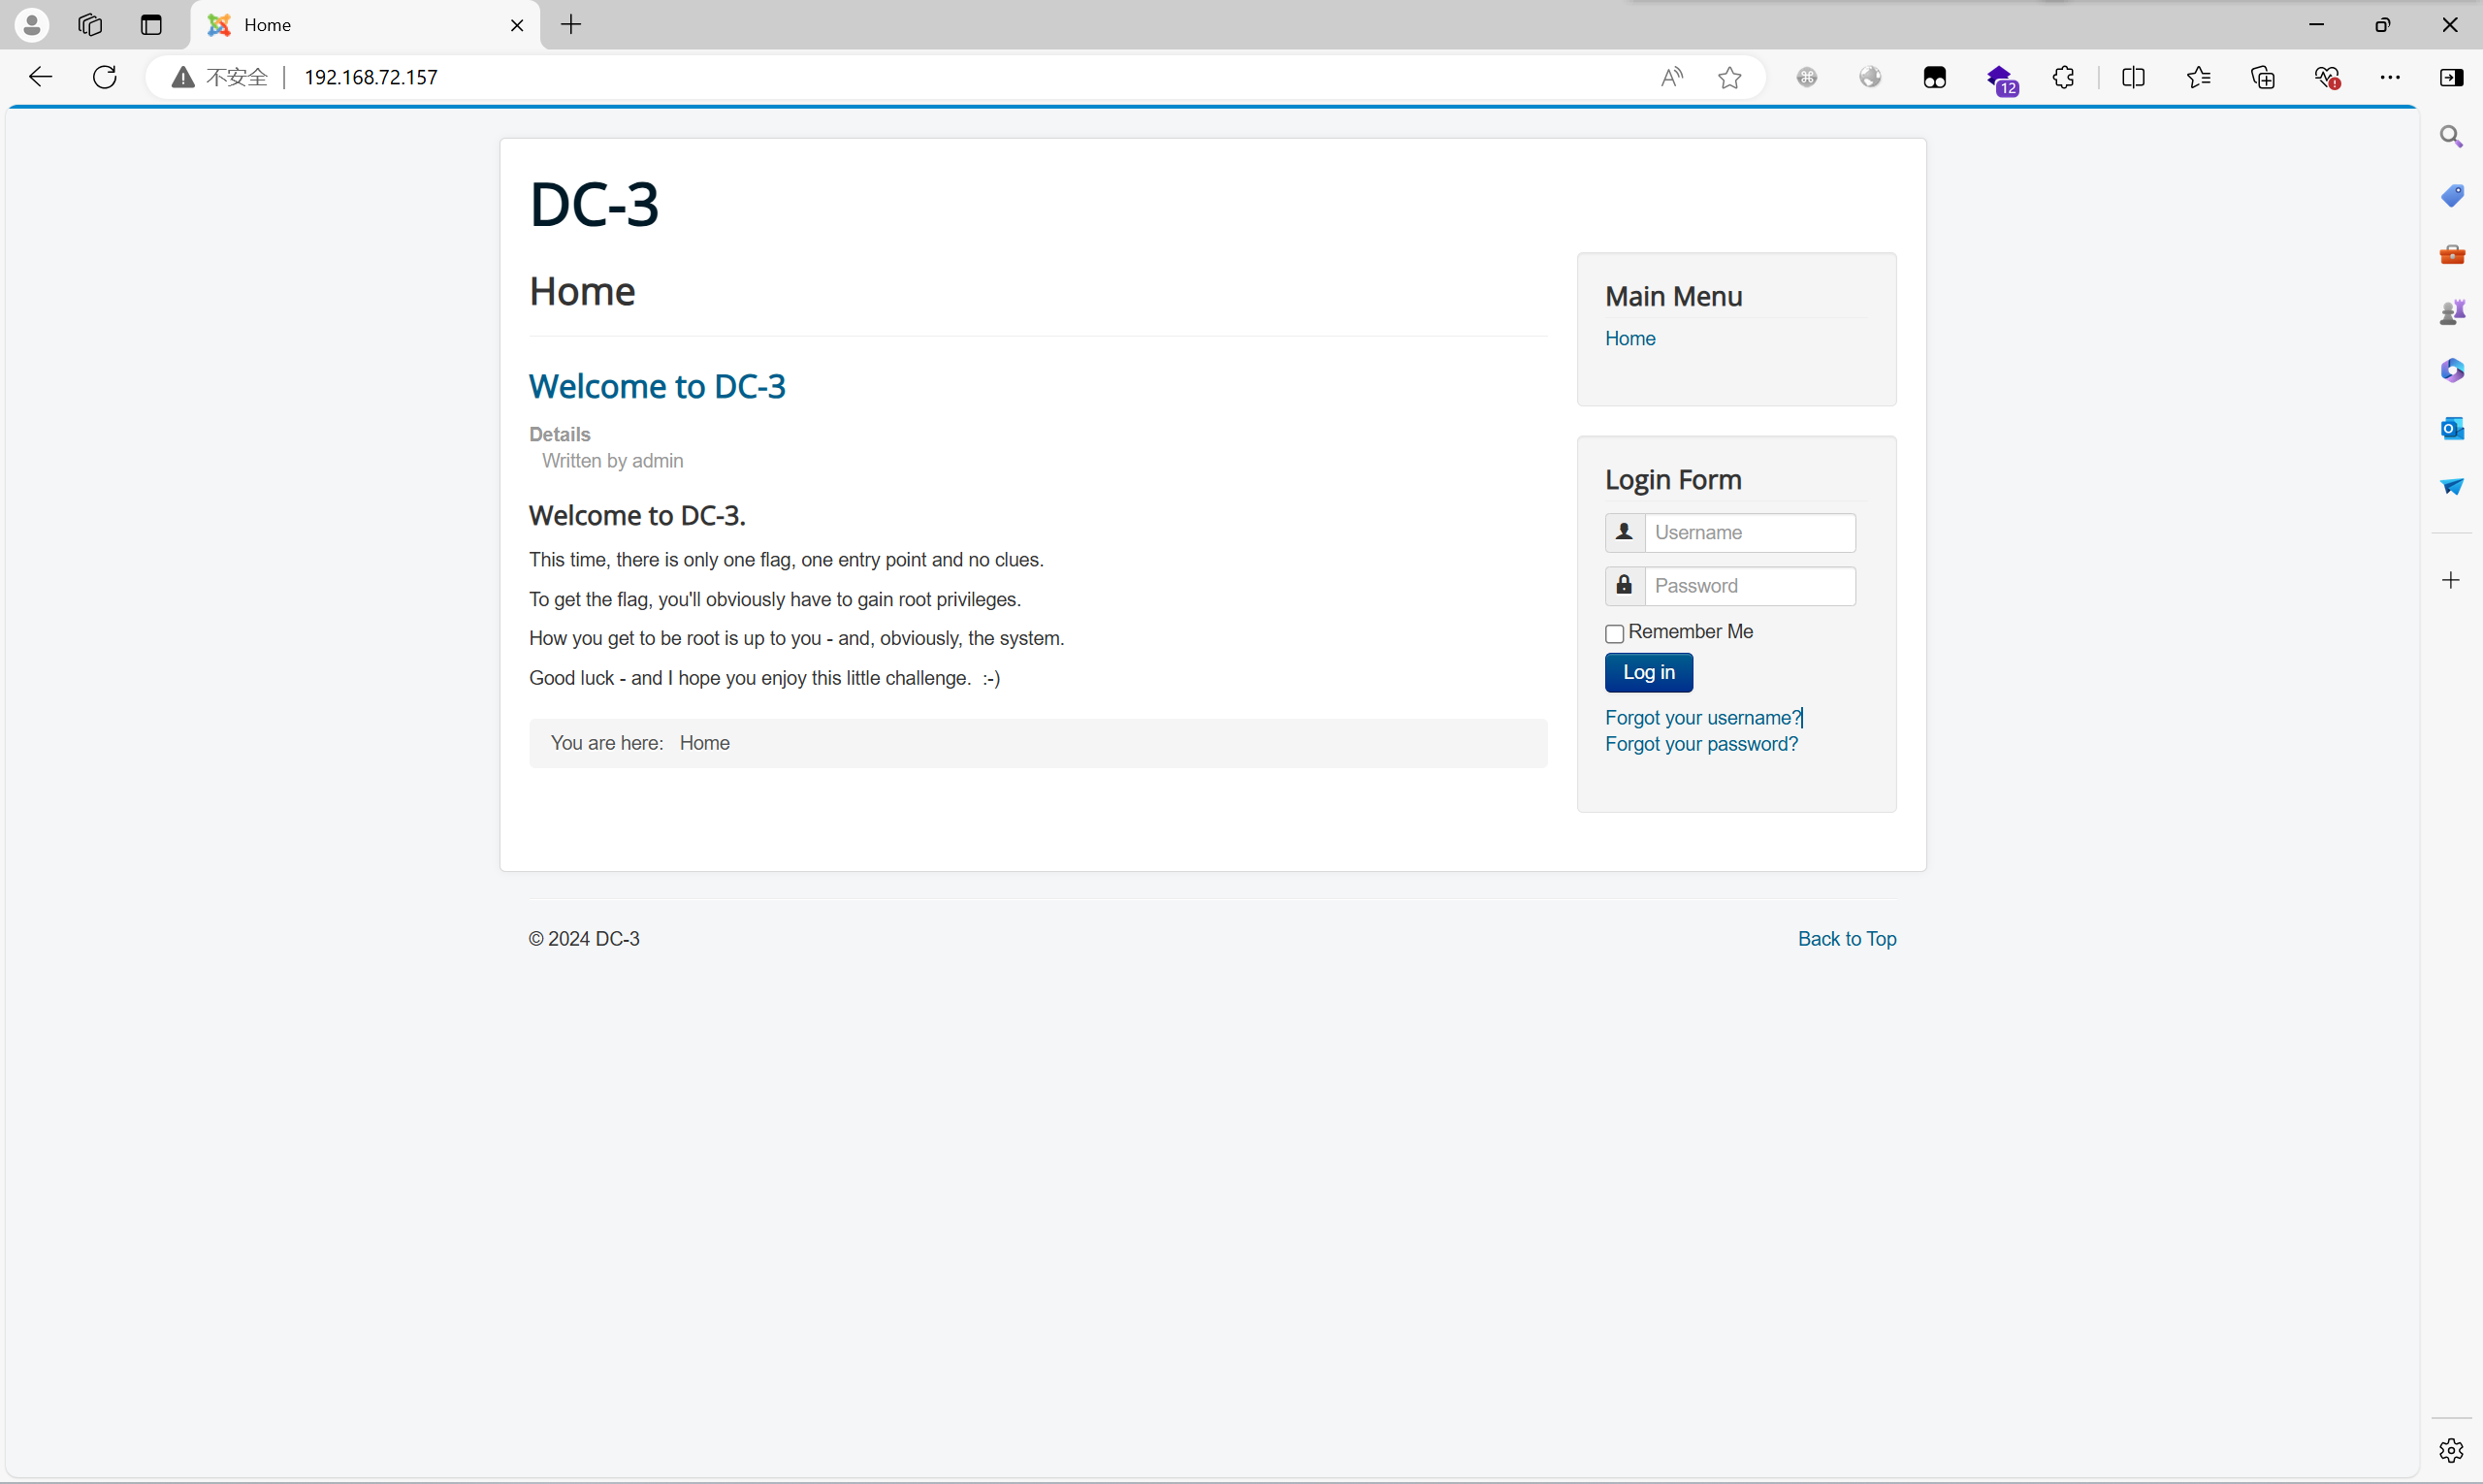 Home
不安全 192.168.72.157
12
DC-3
Home
Welcome to DC-3
Details
Written by admin
Welcome to DC-3.
This time, there is only one flag, one entry point and no clues.
To get the flag, you'll obviously have to gain root privileges.
How you get to be root is up to you - and, obviously, the system.
Good luck - and I hope you enjoy this little challenge. :-)
You are here: Home
Main Menu
Home
Login Form
Username
Password
Remember Me
Log in
Forgot your username?
Forgot your password?
© 2024 DC-3
Back to Top